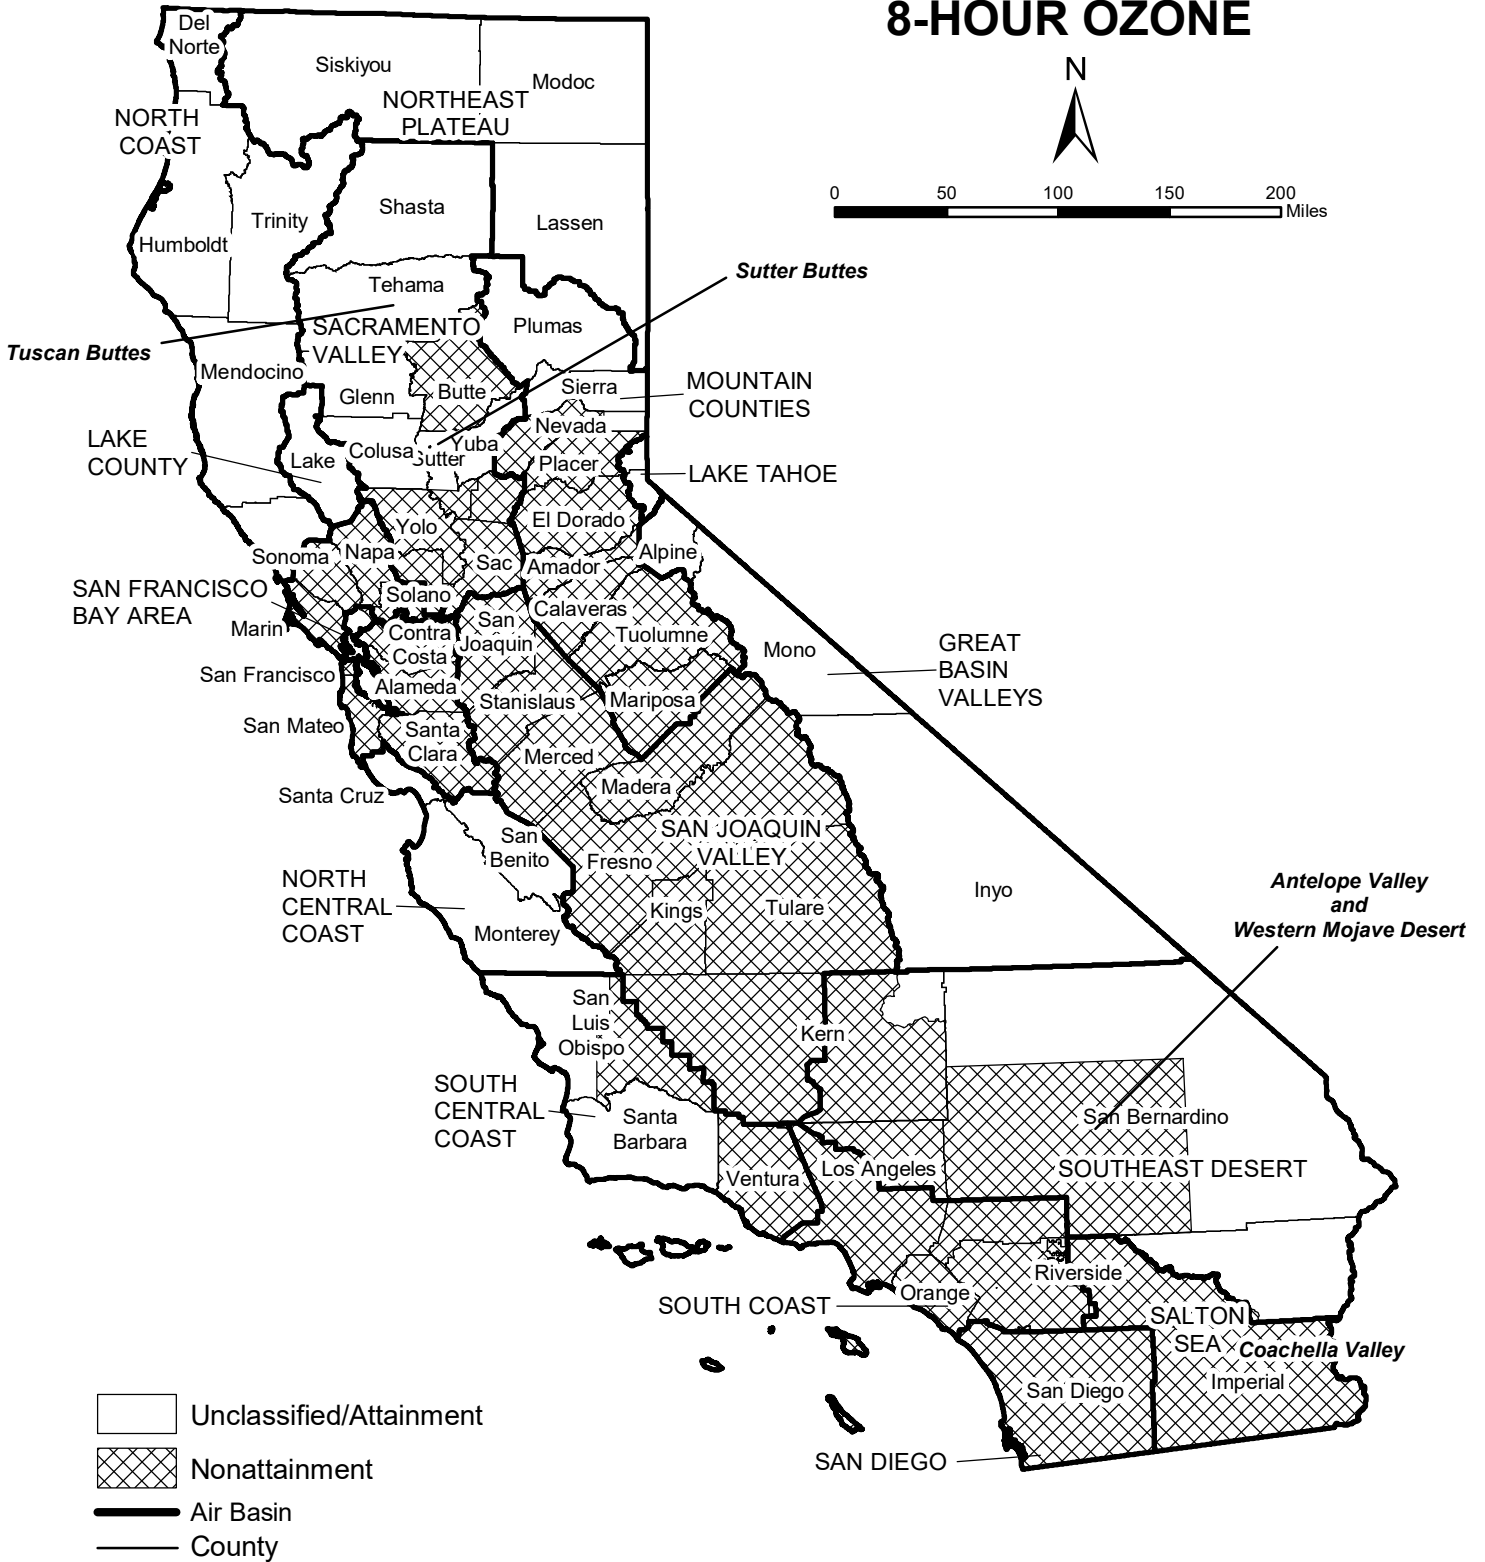 8-HOUR OZONE
N
0 50 100 150 200
Miles
Del
Norte
Siskiyou
Modoc
NORTHEAST
PLATEAU
NORTH
COAST
Shasta
Trinity
Lassen
Humboldt
Sutter Buttes
Tehama
SACRAMENTO
VALLEY
Plumas
Tuscan Buttes
Mendocino
Glenn
Butte
Sierra
MOUNTAIN
COUNTIES
Nevada
LAKE
COUNTY
Lake
Colusa
Sutter
Yuba
Placer
LAKE TAHOE
Yolo
El Dorado
Sonoma
Napa
Sac
Amador
Alpine
SAN FRANCISCO
BAY AREA
Solano
Calaveras
Marin
Contra
Costa
San
Joaquin
Tuolumne
Mono
GREAT
BASIN
VALLEYS
San Francisco
Alameda
Stanislaus
Mariposa
San Mateo
Santa
Clara
Merced
Madera
Santa Cruz
San
Benito
SAN JOAQUIN
VALLEY
Fresno
NORTH
CENTRAL
COAST
Kings
Tulare
Inyo
Monterey
Antelope Valley
and
Western Mojave Desert
San
Luis
Obispo
Kern
SOUTH
CENTRAL
COAST
Santa
Barbara
San Bernardino
Ventura
Los Angeles
SOUTHEAST DESERT
Riverside
Orange
SOUTH COAST
SALTON
SEA
Coachella Valley
San Diego
Imperial
SAN DIEGO
Unclassified/Attainment
Nonattainment
Air Basin
County